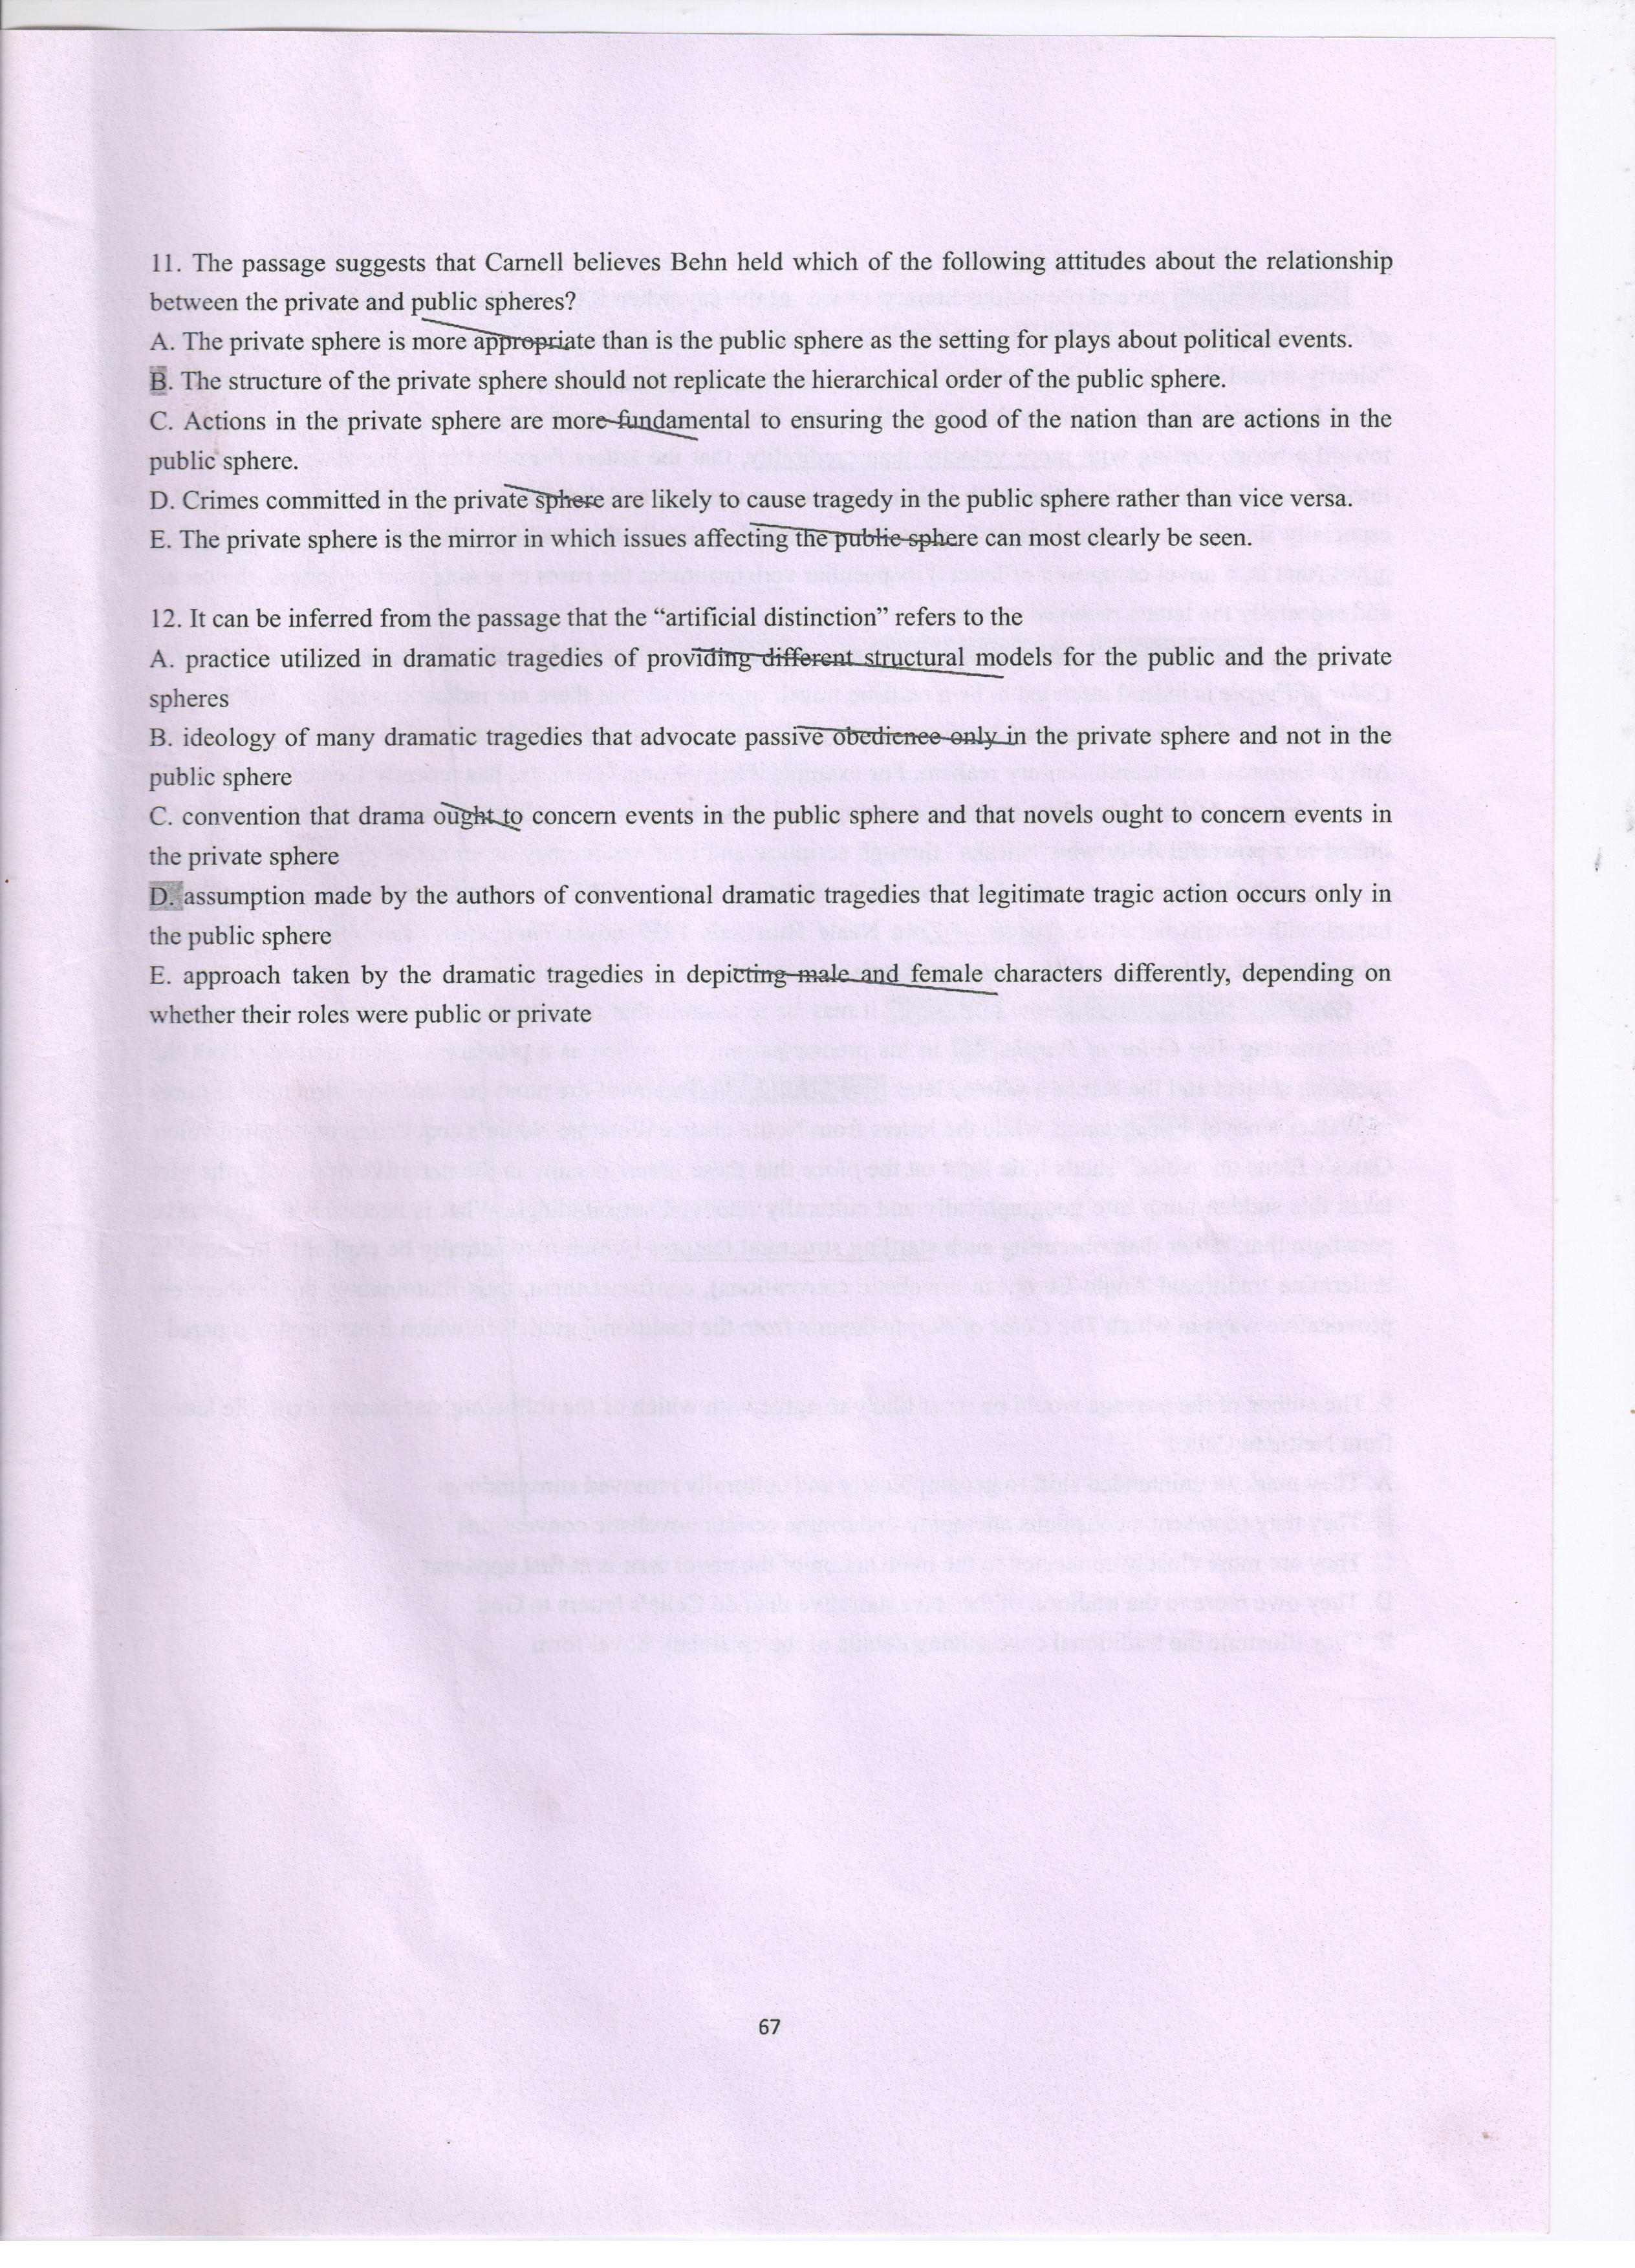 11. The passage suggests that Carnell believes Behn held which of the following attitudes about the relationship
between the private and public spheres?
A. The private sphere is more appropriate than is the public sphere as the setting for plays about political events.
B. The structure of the private sphere should not replicate the hierarchical order of the public sphere.
C. Actions in the private sphere are more fundamental to ensuring the good of the nation than are actions in the
public sphere.
D. Crimes committed in the private sphere are likely to cause tragedy in the public sphere rather than vice versa.
E. The private sphere is the mirror in which issues affecting the public sphere can most clearly be seen.
12. It can be inferred from the passage that the “artificial distinction” refers to the
A. practice utilized in dramatic tragedies of providing different structural models for the public and the private
spheres
B. ideology of many dramatic tragedies that advocate passive obedience only in the private sphere and not in the
public sphere
C. convention that drama ought to concern events in the public sphere and that novels ought to concern events in
the private sphere
D. assumption made by the authors of conventional dramatic tragedies that legitimate tragic action occurs only in
the public sphere
E. approach taken by the dramatic tragedies in depicting male and female characters differently, depending on
whether their roles were public or private
67